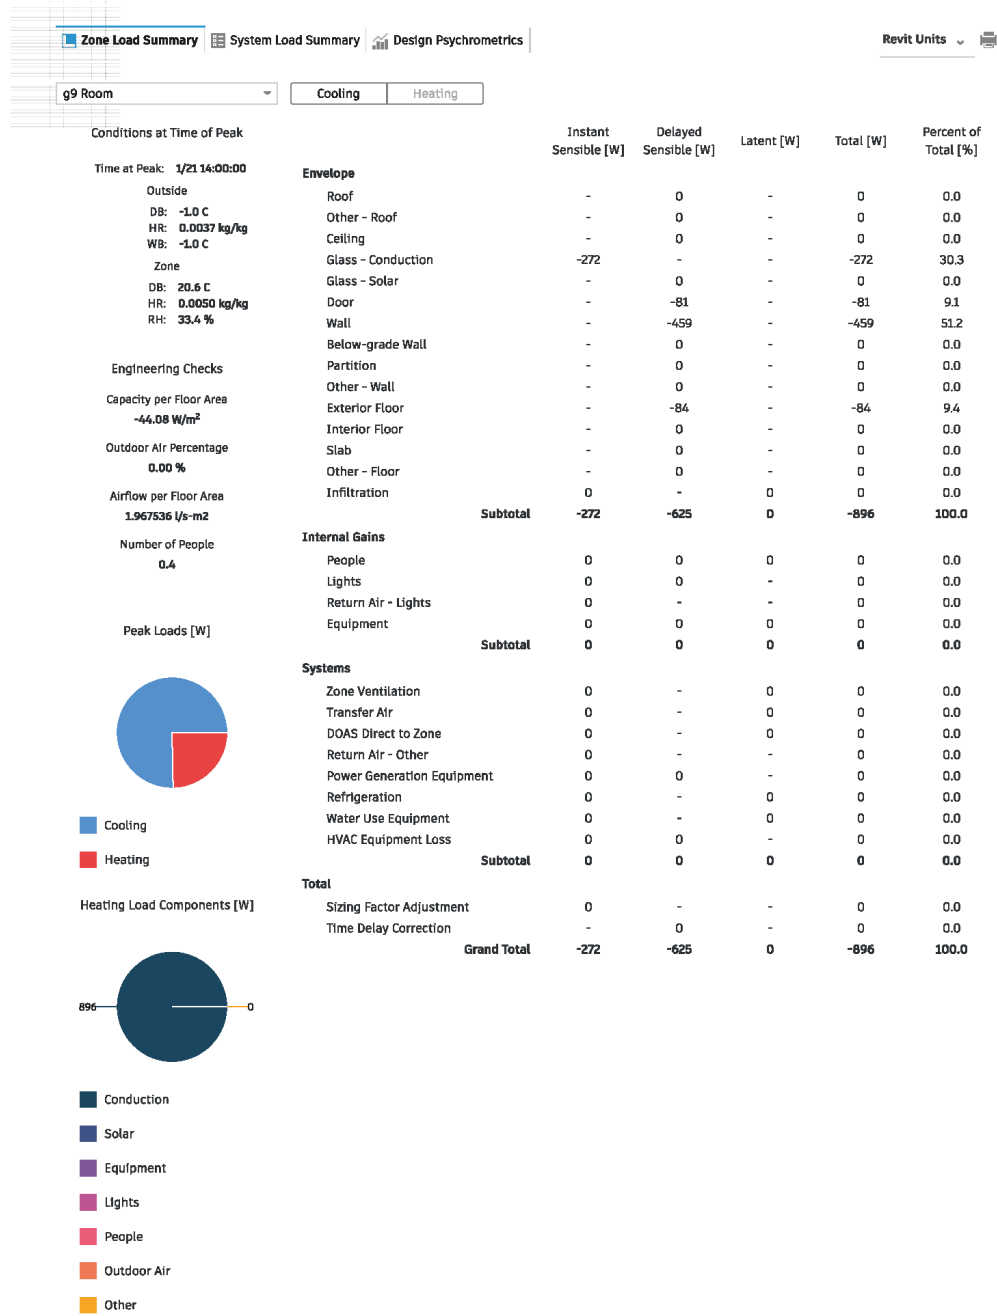 Zone Load Summary System Load Summary Design Psychrometrics Revit Units
g9 Room Cooling Heating
Conditions at Time of Peak
Time at Peak: 1/21 14:00:00
Outside
DB: -1.0 C
HR: 0.0037 kg/kg
WB: -1.0 C
Zone
DB: 20.6 C
HR: 0.0050 kg/kg
RH: 33.4 %
Engineering Checks
Capacity per Floor Area
-44.08 W/m²
Outdoor Air Percentage
0.00 %
Airflow per Floor Area
1.967536 l/s-m2
Number of People
0.4
Peak Loads [W]
Cooling
Heating
Heating Load Components [W]
896 0
Conduction
Solar
Equipment
Lights
People
Outdoor Air
Other
Instant Sensible [W] Delayed Sensible [W] Latent [W] Total [W] Percent of Total [%]
Envelope
Roof - 0 - 0 0.0
Other - Roof - 0 - 0 0.0
Ceiling - 0 - 0 0.0
Glass - Conduction -272 - - -272 30.3
Glass - Solar - 0 - 0 0.0
Door - -81 - -81 9.1
Wall - -459 - -459 51.2
Below-grade Wall - 0 - 0 0.0
Partition - 0 - 0 0.0
Other - Wall - 0 - 0 0.0
Exterior Floor - -84 - -84 9.4
Interior Floor - 0 - 0 0.0
Slab - 0 - 0 0.0
Other - Floor - 0 - 0 0.0
Infiltration 0 - 0 0 0.0
Subtotal -272 -625 0 -896 100.0
Internal Gains
People 0 0 0 0 0.0
Lights 0 0 - 0 0.0
Return Air - Lights 0 - - 0 0.0
Equipment 0 0 0 0 0.0
Subtotal 0 0 0 0 0.0
Systems
Zone Ventilation 0 - 0 0 0.0
Transfer Air 0 - 0 0 0.0
DOAS Direct to Zone 0 - 0 0 0.0
Return Air - Other 0 - - 0 0.0
Power Generation Equipment 0 0 - 0 0.0
Refrigeration 0 - 0 0 0.0
Water Use Equipment 0 - 0 0 0.0
HVAC Equipment Loss 0 0 - 0 0.0
Subtotal 0 0 0 0 0.0
Total
Sizing Factor Adjustment 0 - - 0 0.0
Time Delay Correction - 0 - 0 0.0
Grand Total -272 -625 0 -896 100.0